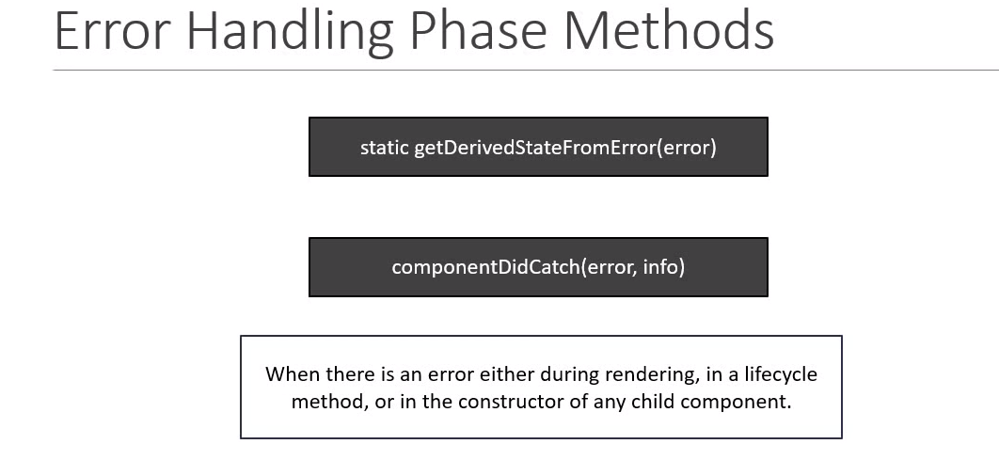 Error Handling Phase Methods
static getDerivedStateFromError(error)
componentDidCatch(error, info)
When there is an error either during rendering, in a lifecycle
method, or in the constructor of any child component.